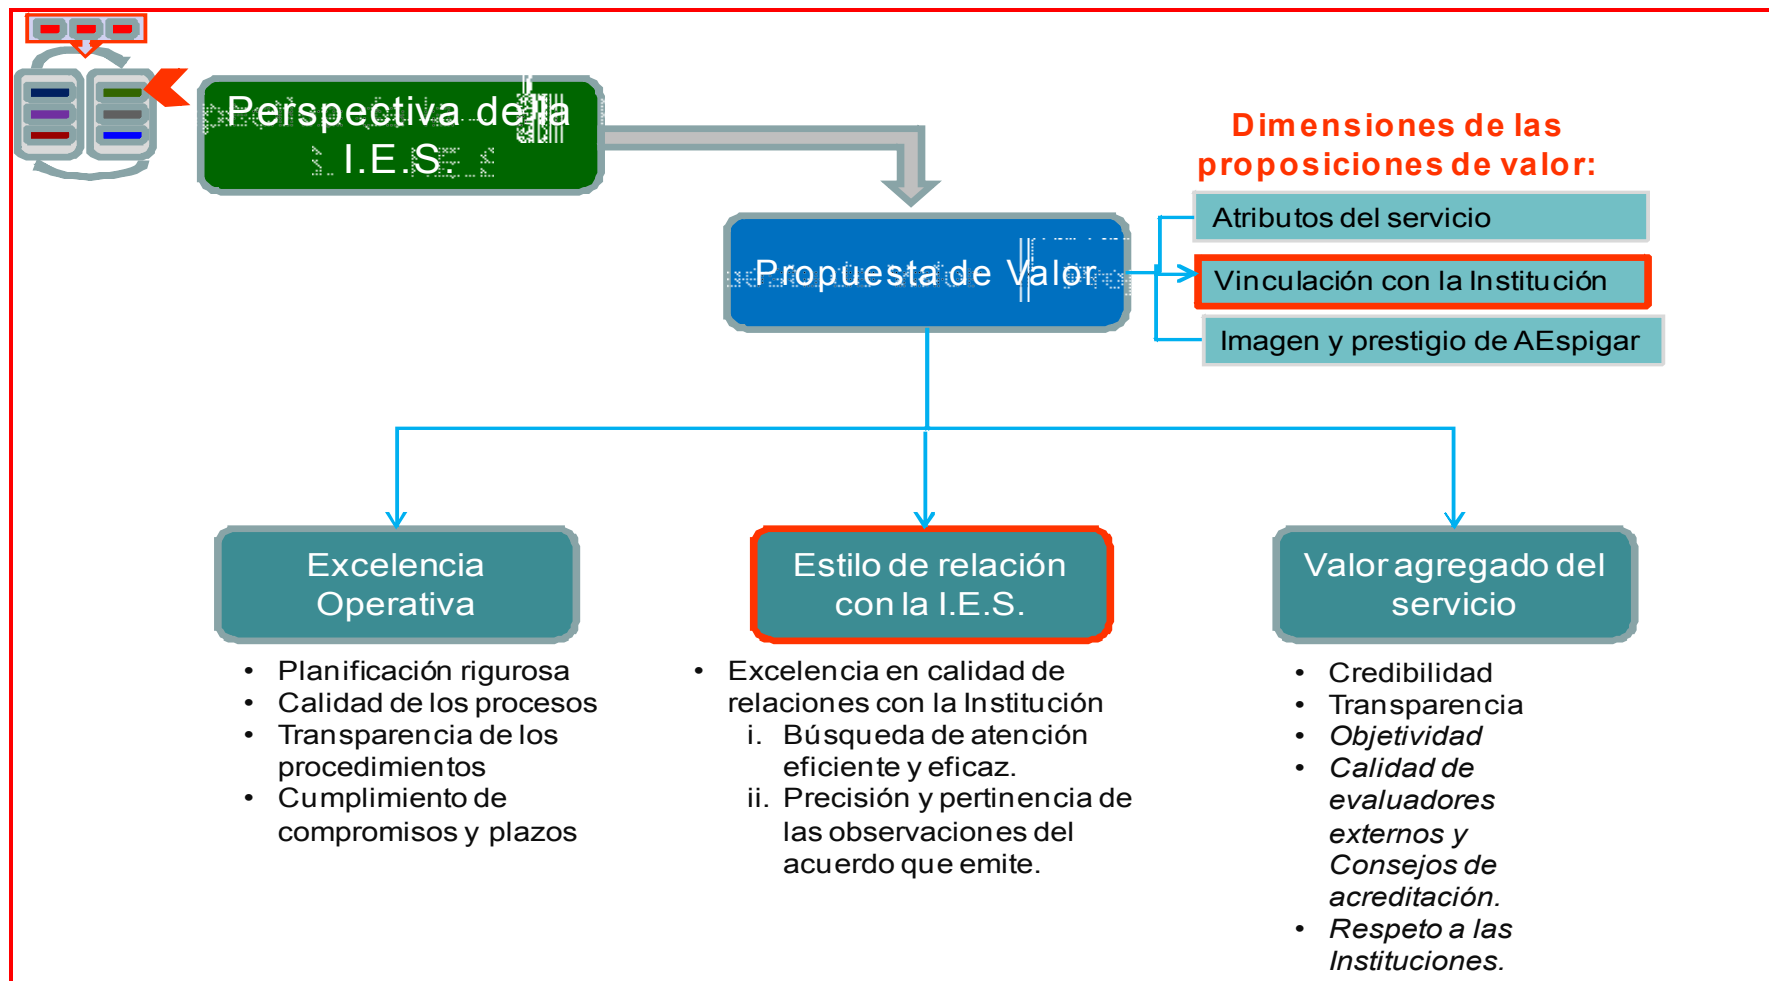 Perspectiva de la
I.E.S.
Dimensiones de las
proposiciones de valor:
Atributos del servicio
Propuesta de Valor
Vinculación con la Institución
Imagen y prestigio de AEspigar
Excelencia
Operativa
Estilo de relación
con la I.E.S.
Valor agregado del
servicio
• Planificación rigurosa
• Calidad de los procesos
• Transparencia de los
procedimientos
• Cumplimiento de
compromisos y plazos
• Excelencia en calidad de
relaciones con la Institución
i. Búsqueda de atención
eficiente y eficaz.
ii. Precisión y pertinencia de
las observaciones del
acuerdo que emite.
• Credibilidad
• Transparencia
• Objetividad
• Calidad de
evaluadores
externos y
Consejos de
acreditación.
• Respeto a las
Instituciones.